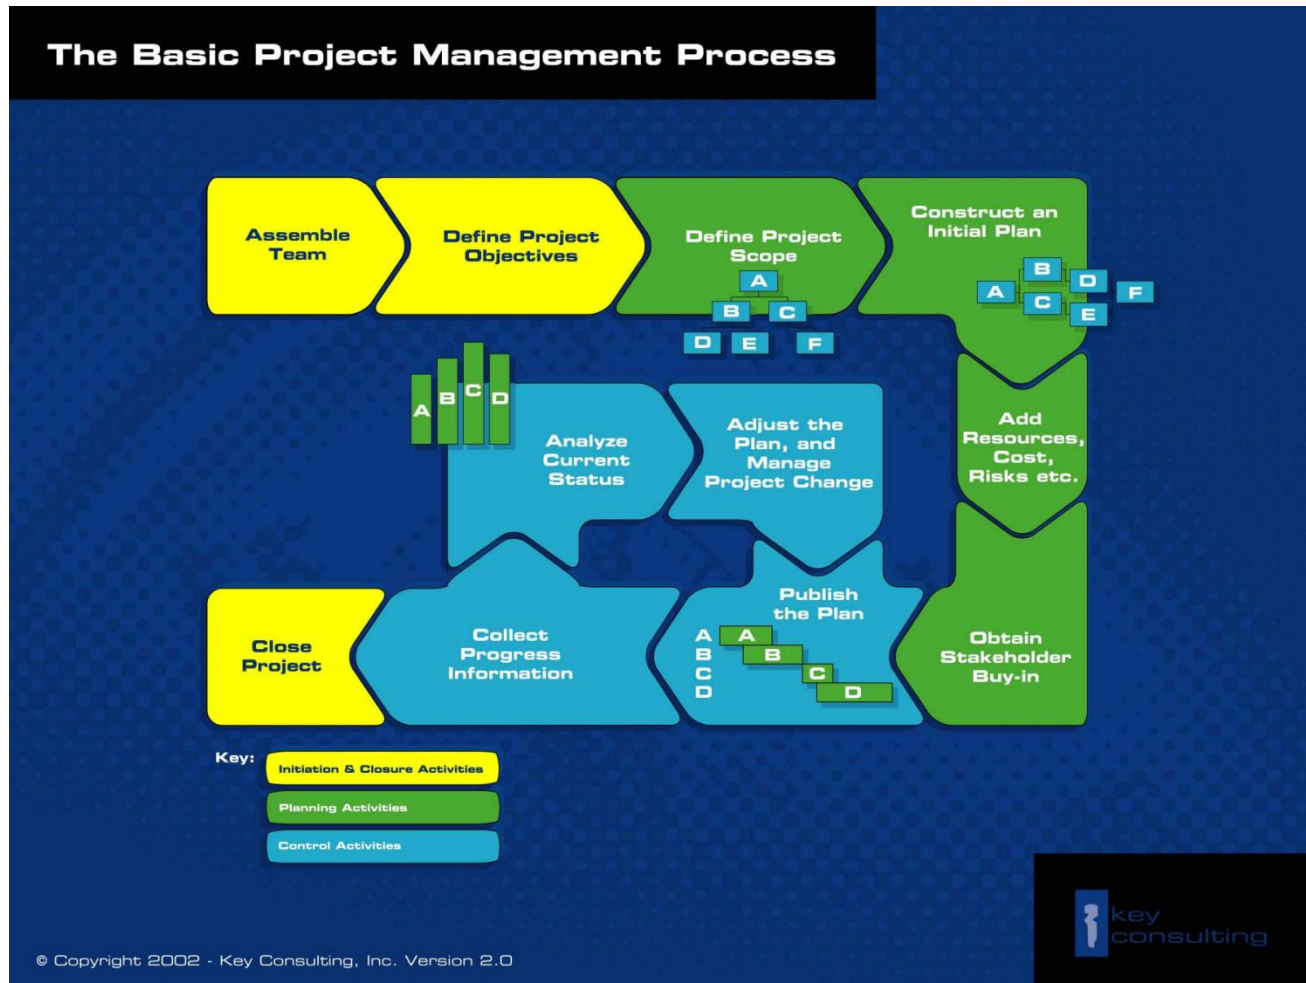 The Basic Project Management Process
Assemble
Team
Define Project
Objectives
Define Project
Scope
A
B
C
D
E
F
Construct an
Initial Plan
A
B
C
D
E
F
Add
Resources,
Cost,
Risks etc.
Obtain
Stakeholder
Buy-in
Publish
the Plan
A
B
C
D
A
B
C
D
Collect
Progress
Information
A
B
C
D
Analyze
Current
Status
Adjust the
Plan, and
Manage
Project Change
Close
Project
Key:
Initiation & Closure Activities
Planning Activities
Control Activities
key
consulting
© Copyright 2002 - Key Consulting, Inc. Version 2.0